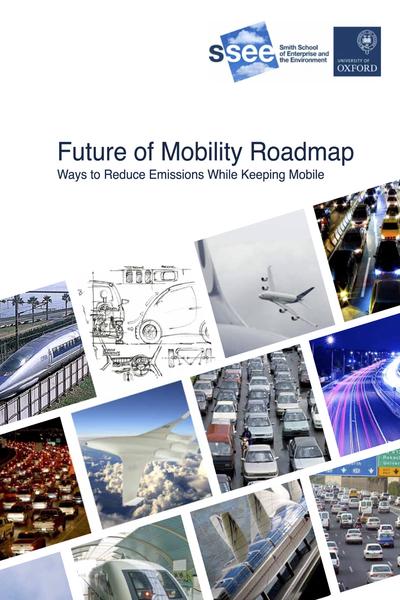 ssee
Smith School
of Enterprise and
the Environment
UNIVERSITY OF
OXFORD
Future of Mobility Roadmap
Ways to Reduce Emissions While Keeping Mobile